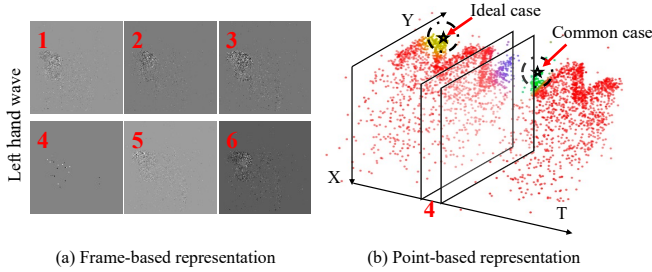 Left hand wave
1 2 3
4 5 6
(a) Frame-based representation
Y
Ideal case
Common case
X
4
T
(b) Point-based representation